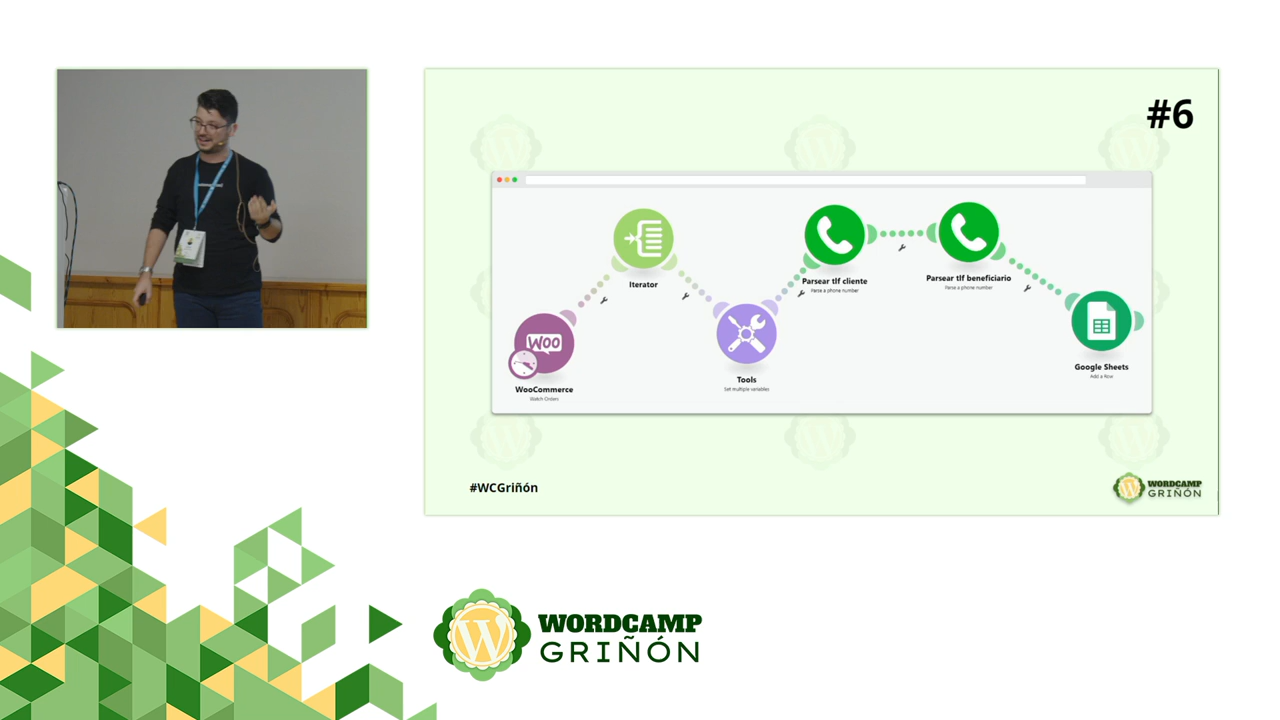 #6
Iterator
Parsear tlf cliente
Parse a phone number
Parsear tlf beneficiario
Parse a phone number
WOO
WooCommerce
Watch Orders
Tools
Set multiple variables
Google Sheets
Add a Row
#WCGriñón
WORDCAMP
GRIÑÓN
WORDCAMP
GRIÑÓN